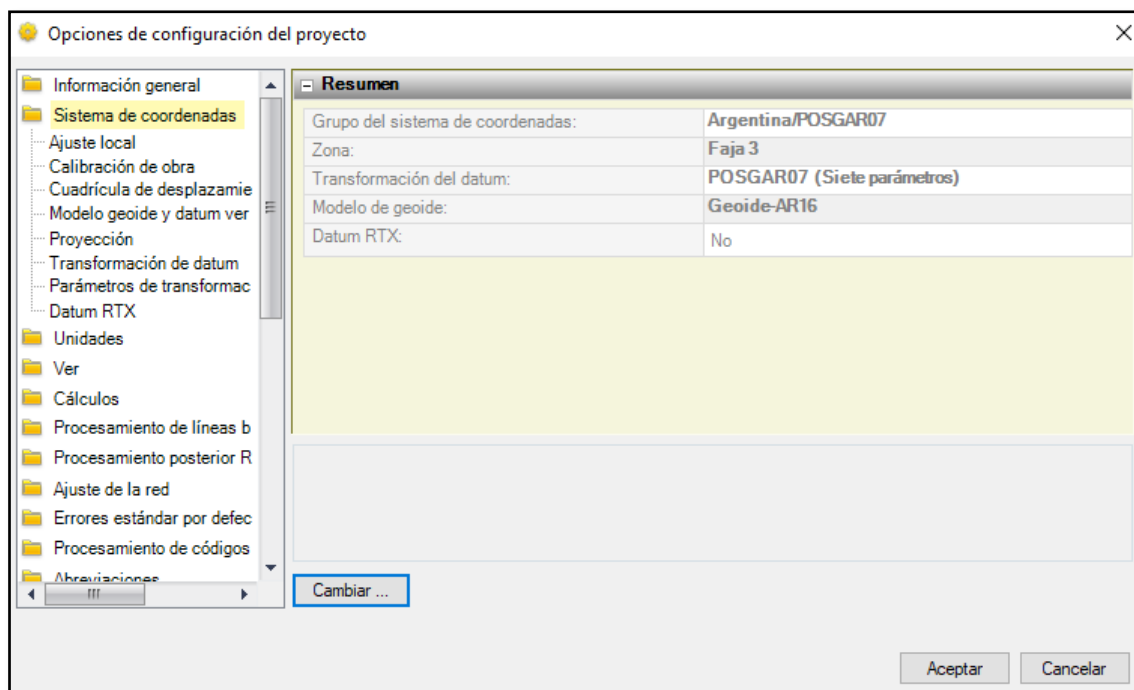 Opciones de configuración del proyecto
Información general
Sistema de coordenadas
Ajuste local
Calibración de obra
Cuadrícula de desplazamie
Modelo geoide y datum ver
Proyección
Transformación de datum
Parámetros de transformac
Datum RTX
Unidades
Ver
Cálculos
Procesamiento de líneas b
Procesamiento posterior R
Ajuste de la red
Errores estándar por defec
Procesamiento de códigos
Abreviaciones
Resumen
Grupo del sistema de coordenadas: Argentina/POSGAR07
Zona: Faja 3
Transformación del datum: POSGAR07 (Siete parámetros)
Modelo de geoide: Geoide-AR16
Datum RTX: No
Cambiar ...
Aceptar Cancelar